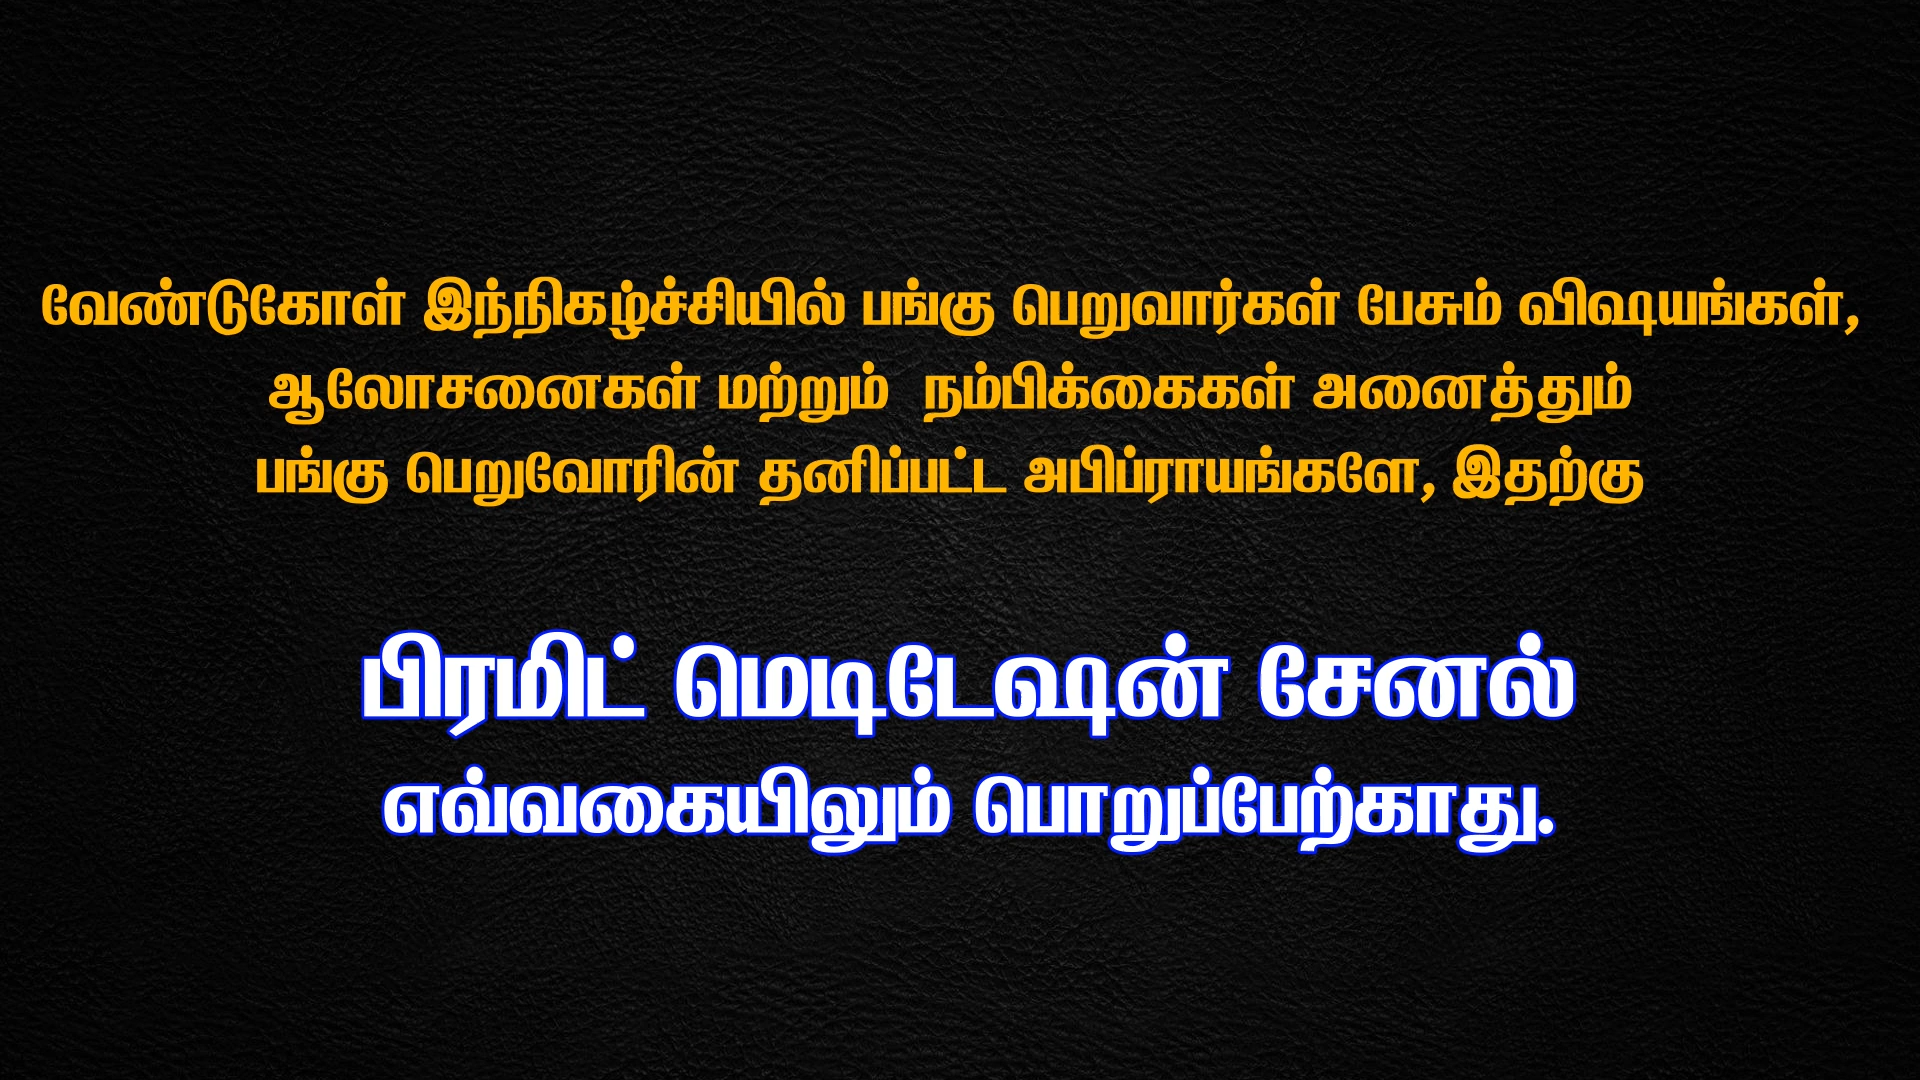 வேண்டுகோள் இந்நிகழ்ச்சியில் பங்கு பெறுவார்கள் பேசும் விஷயங்கள்,
ஆலோசனைகள் மற்றும் நம்பிக்கைகள் அனைத்தும்
பங்கு பெறுவோரின் தனிப்பட்ட அபிப்ராயங்களே, இதற்கு
பிரமிட் மெடிடேஷன் சேனல்
எவ்வகையிலும் பொறுப்பேற்காது.